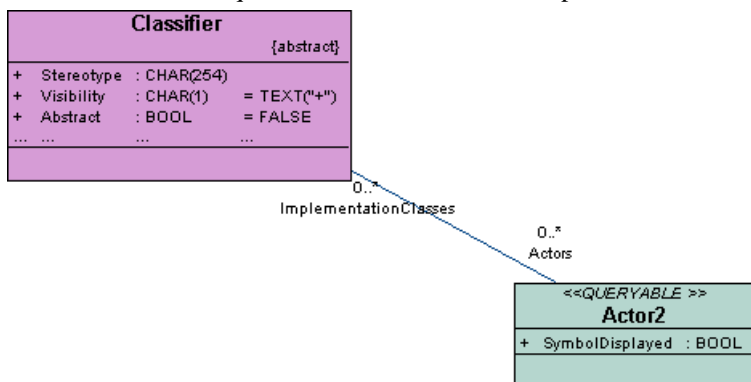 Classifier
{abstract}
+ Stereotype : CHAR(254)
+ Visibility : CHAR(1) = TEXT("+")
+ Abstract : BOOL = FALSE
... ... ... ...
0..*
ImplementationClasses
0..*
Actors
<<QUERYABLE >>
Actor2
+ SymbolDisplayed : BOOL